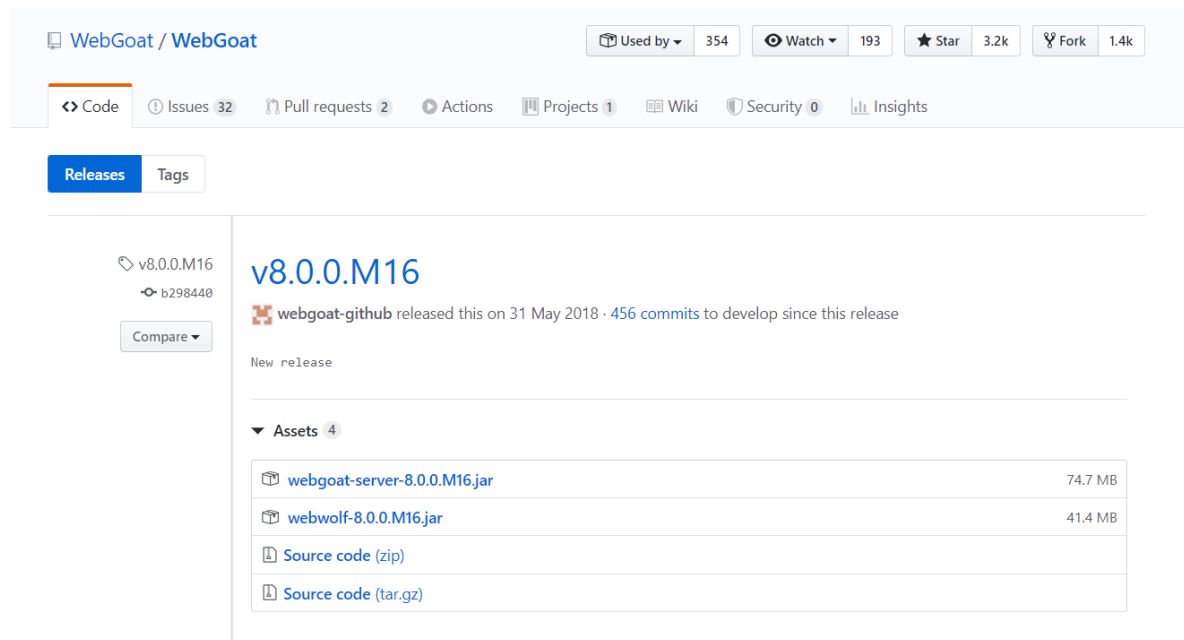 WebGoat / WebGoat
Used by 354 Watch 193 Star 3.2k Fork 1.4k
Code Issues 32 Pull requests 2 Actions Projects 1 Wiki Security 0 Insights
Releases Tags
v8.0.0.M16
b298440
Compare
v8.0.0.M16
webgoat-github released this on 31 May 2018 · 456 commits to develop since this release
New release
Assets 4
webgoat-server-8.0.0.M16.jar 74.7 MB
webwolf-8.0.0.M16.jar 41.4 MB
Source code (zip)
Source code (tar.gz)